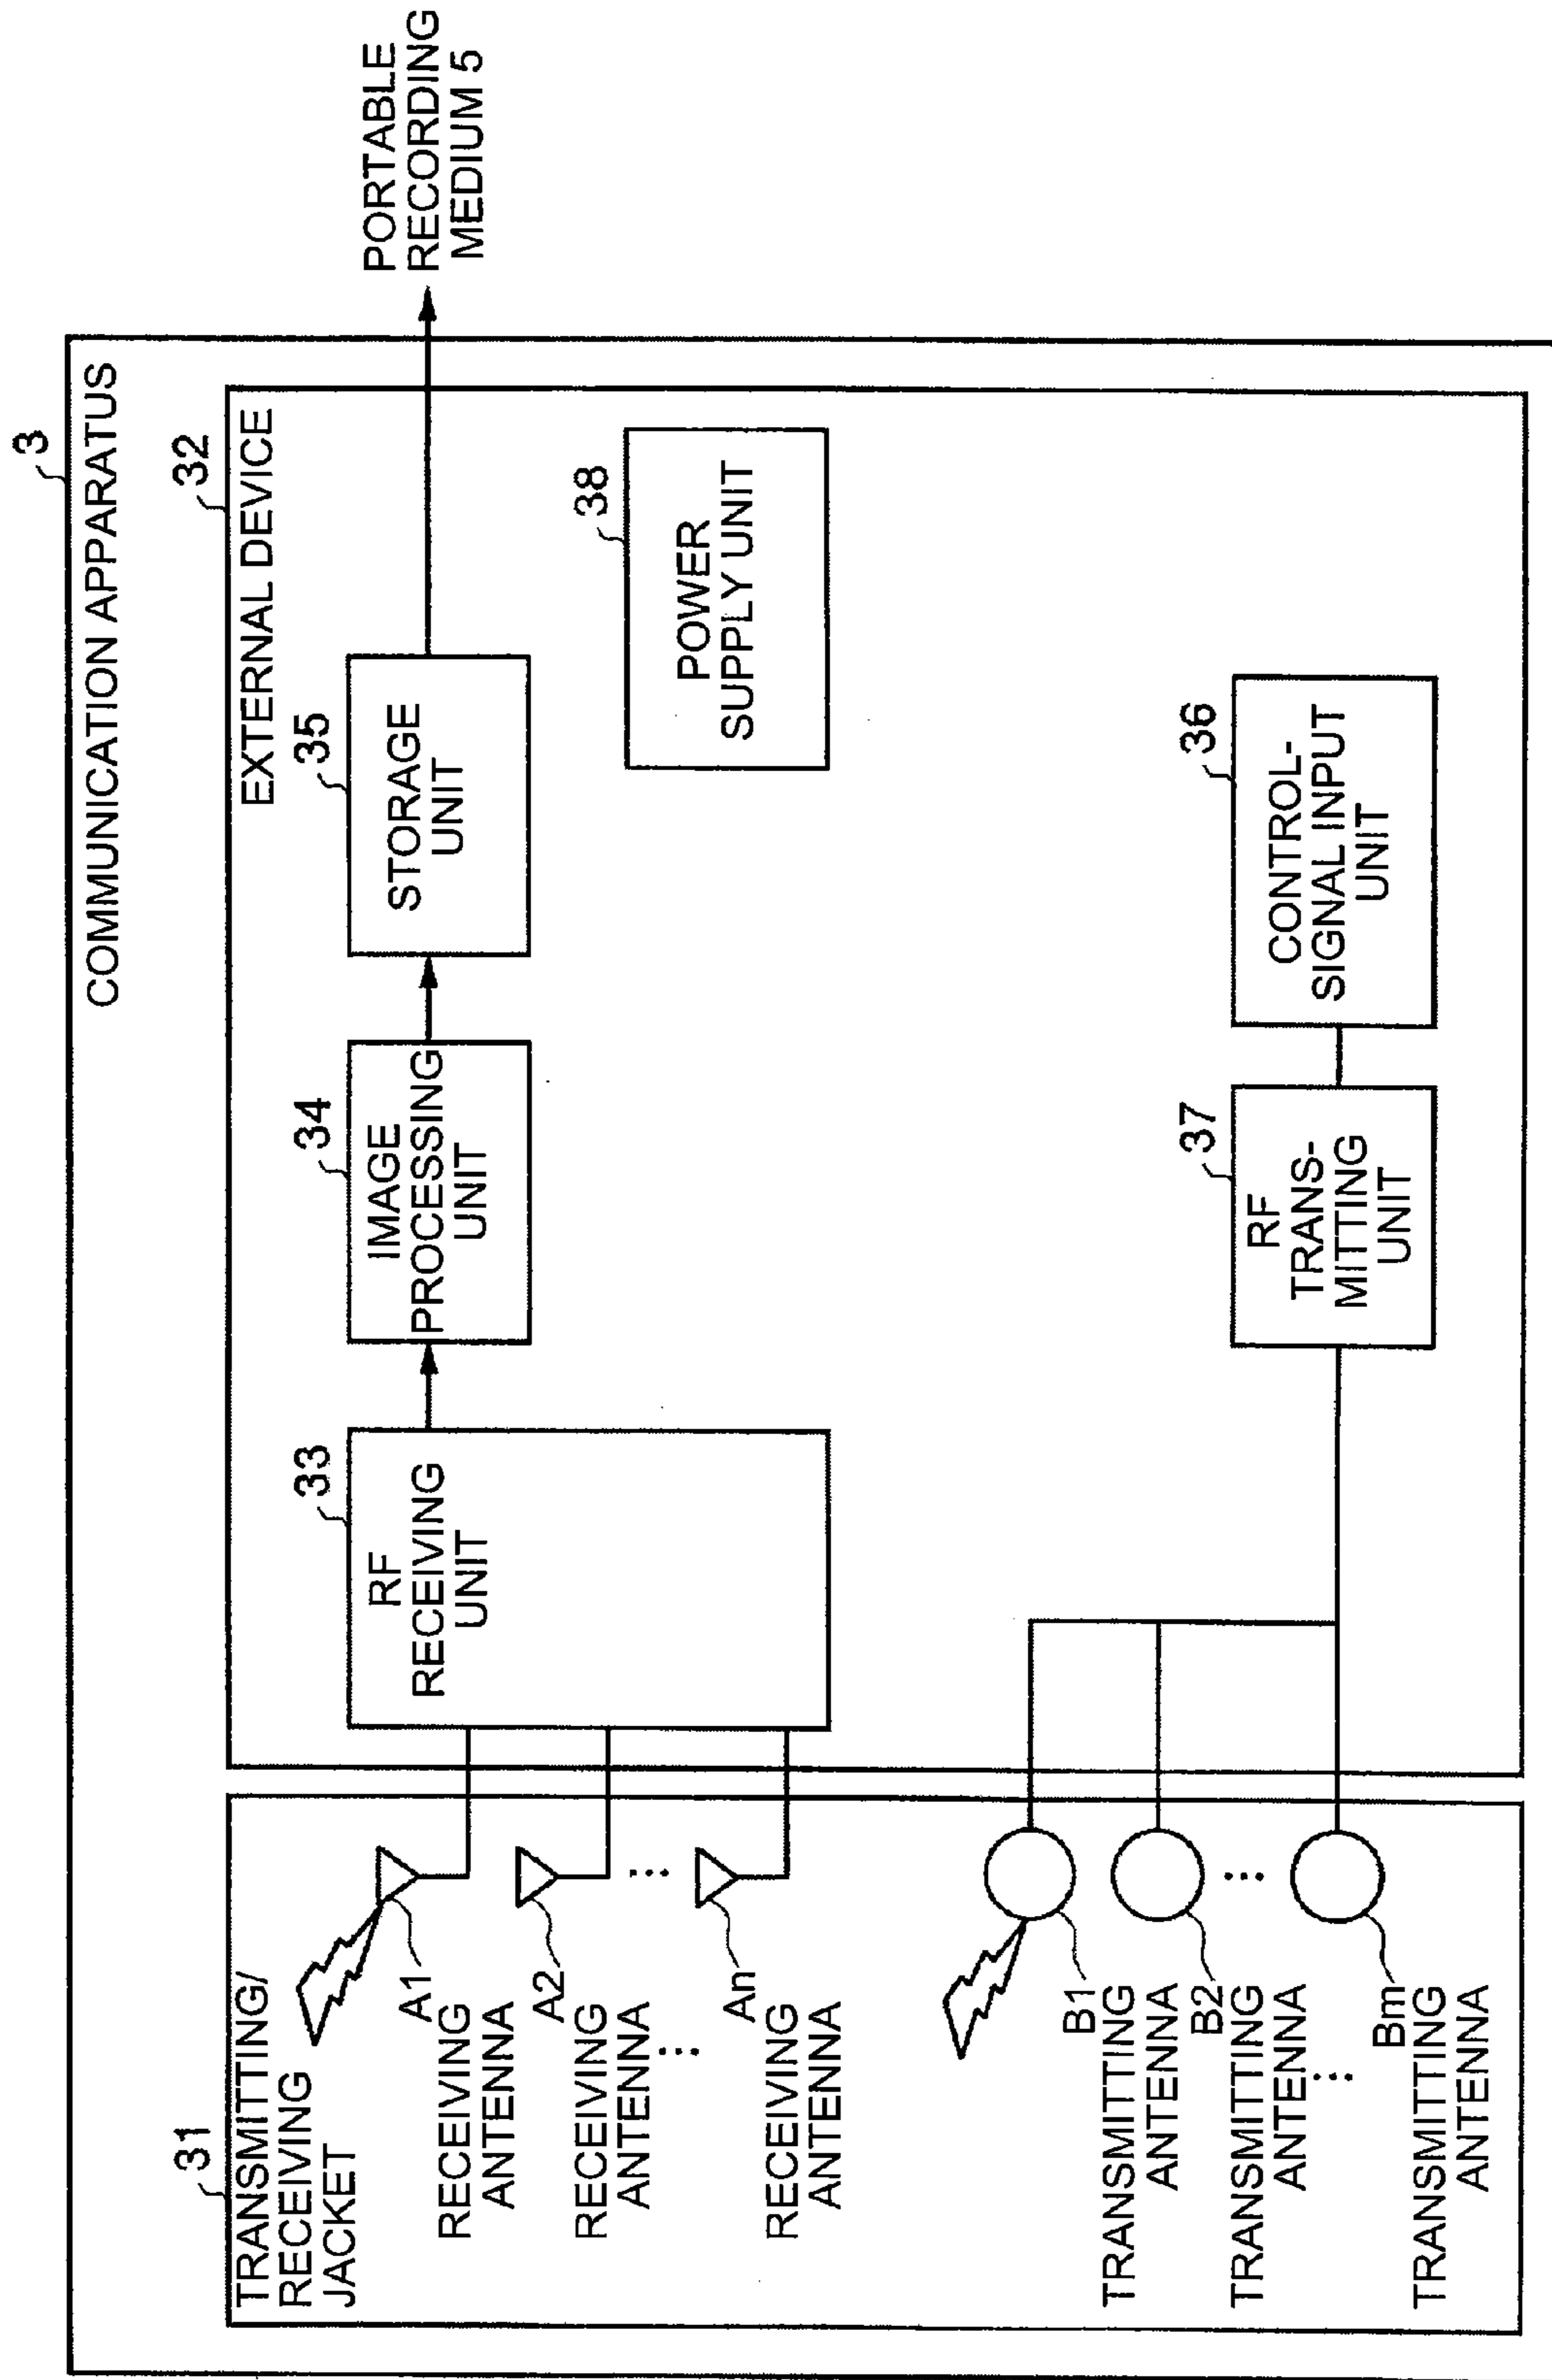 3
COMMUNICATION APPARATUS
31
TRANSMITTING/
RECEIVING
JACKET
A1
RECEIVING
ANTENNA
A2
RECEIVING
ANTENNA
An
RECEIVING
ANTENNA
B1
TRANSMITTING
ANTENNA
B2
TRANSMITTING
ANTENNA
Bm
TRANSMITTING
ANTENNA
32
EXTERNAL DEVICE
33
RF
RECEIVING
UNIT
34
IMAGE
PROCESSING
UNIT
35
STORAGE
UNIT
PORTABLE
RECORDING
MEDIUM 5
38
POWER
SUPPLY UNIT
37
RF
TRANS-
MITTING
UNIT
36
CONTROL-
SIGNAL INPUT
UNIT